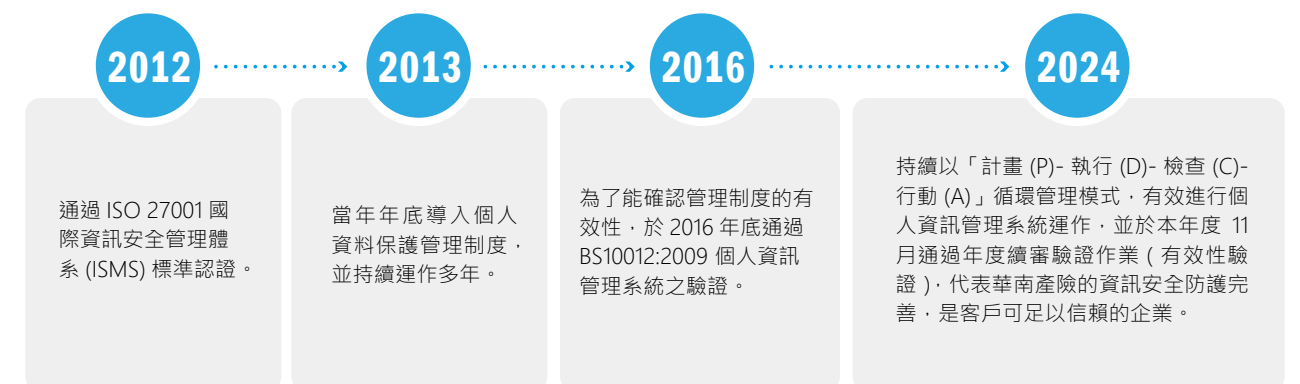 2012
通過 ISO 27001 國
際資訊安全管理體
系 (ISMS) 標準認證。
2013
當年年底導入個人
資料保護管理制度，
並持續運作多年。
2016
為了能確認管理制度的有
效性，於 2016 年底通過
BS10012:2009 個人資訊
管理系統之驗證。
2024
持續以「計畫 (P)- 執行 (D)- 檢查 (C)-
行動 (A)」循環管理模式，有效進行個
人資訊管理系統運作，並於本年度 11
月通過年度續審驗證作業 ( 有效性驗
證 )，代表華南產險的資訊安全防護完
善，是客戶可足以信賴的企業。